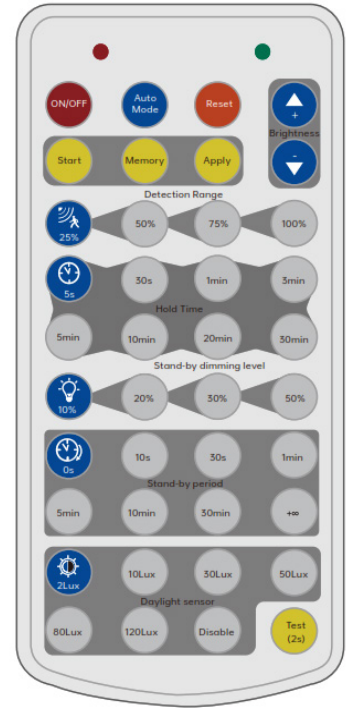 ON/OFF
Auto
Mode
Reset
+
Brightness
-
Start
Memory
Apply
Detection Range
25%
50%
75%
100%
5s
30s
1min
3min
Hold Time
5min
10min
20min
30min
Stand-by dimming level
10%
20%
30%
50%
0s
10s
30s
1min
Stand-by period
5min
10min
30min
+∞
2Lux
10Lux
30Lux
50Lux
Daylight sensor
80Lux
120Lux
Disable
Test
(2s)